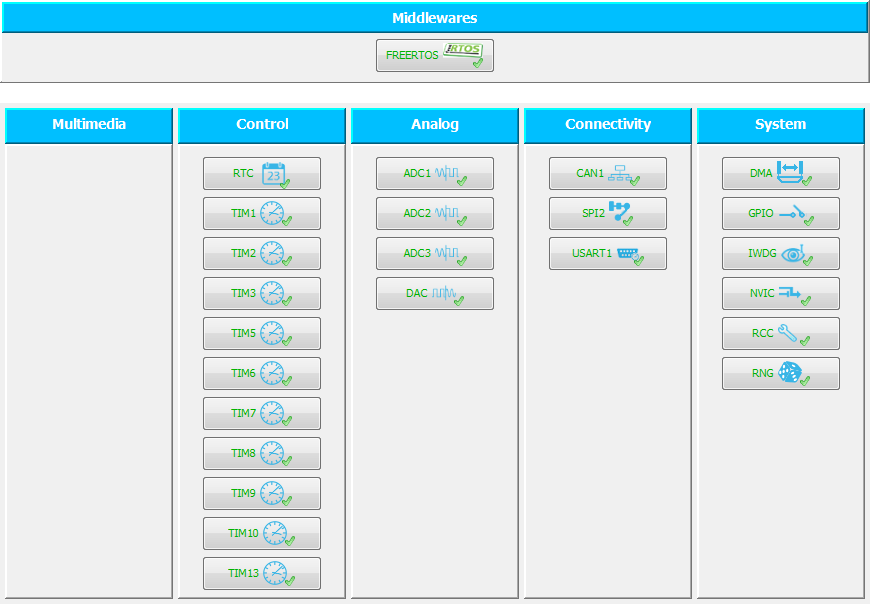 Middlewares
FREERTOS RTOS
Multimedia
Control
RTC 23
TIM1
TIM2
TIM3
TIM5
TIM6
TIM7
TIM8
TIM9
TIM10
TIM13
Analog
ADC1
ADC2
ADC3
DAC
Connectivity
CAN1
SPI2
USART1
System
DMA
GPIO
IWDG
NVIC
RCC
RNG